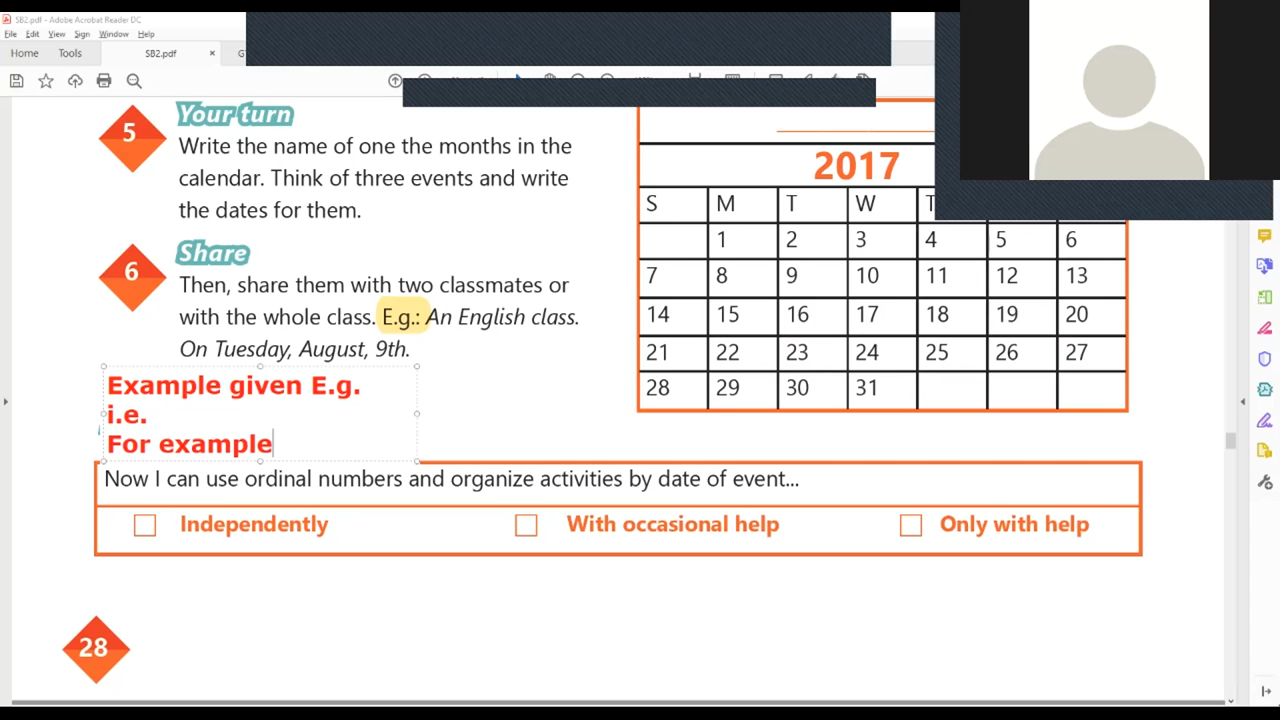 SB2.pdf - Adobe Acrobat Reader DC
File Edit View Sign Window Help
Home Tools SB2.pdf ×
5 Your turn
Write the name of one the months in the
calendar. Think of three events and write
the dates for them.
6 Share
Then, share them with two classmates or
with the whole class. E.g.: An English class.
On Tuesday, August, 9th.
Example given E.g.
i.e.
For example
2017
S M T W T
1 2 3 4 5 6
7 8 9 10 11 12 13
14 15 16 17 18 19 20
21 22 23 24 25 26 27
28 29 30 31
Now I can use ordinal numbers and organize activities by date of event...
Independently With occasional help Only with help
28